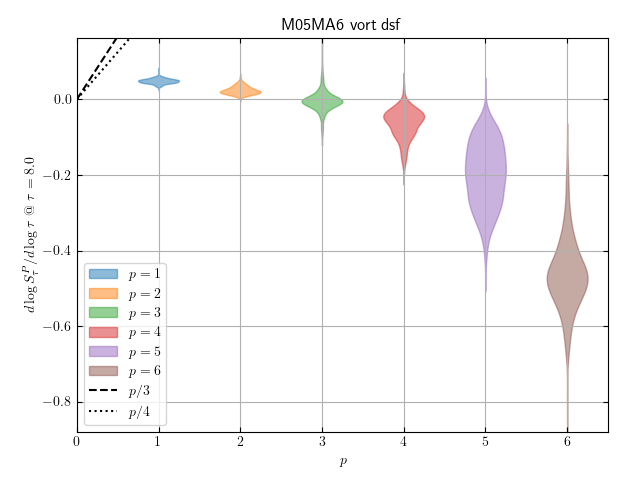 M05MA6 vort dsf
d log S_τ^P / d log τ @ τ = 8.0
0.0
−0.2
−0.4
−0.6
−0.8
p = 1
p = 2
p = 3
p = 4
p = 5
p = 6
p/3
p/4
0 1 2 3 4 5 6
p